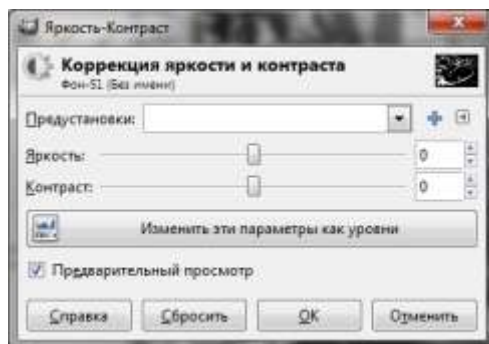 Яркость-Контраст
Коррекция яркости и контраста
Фон-51 (Без имени)
Предустановки:
Яркость: 0
Контраст: 0
Изменить эти параметры как уровни
Предварительный просмотр
Справка Сбросить OK Отменить